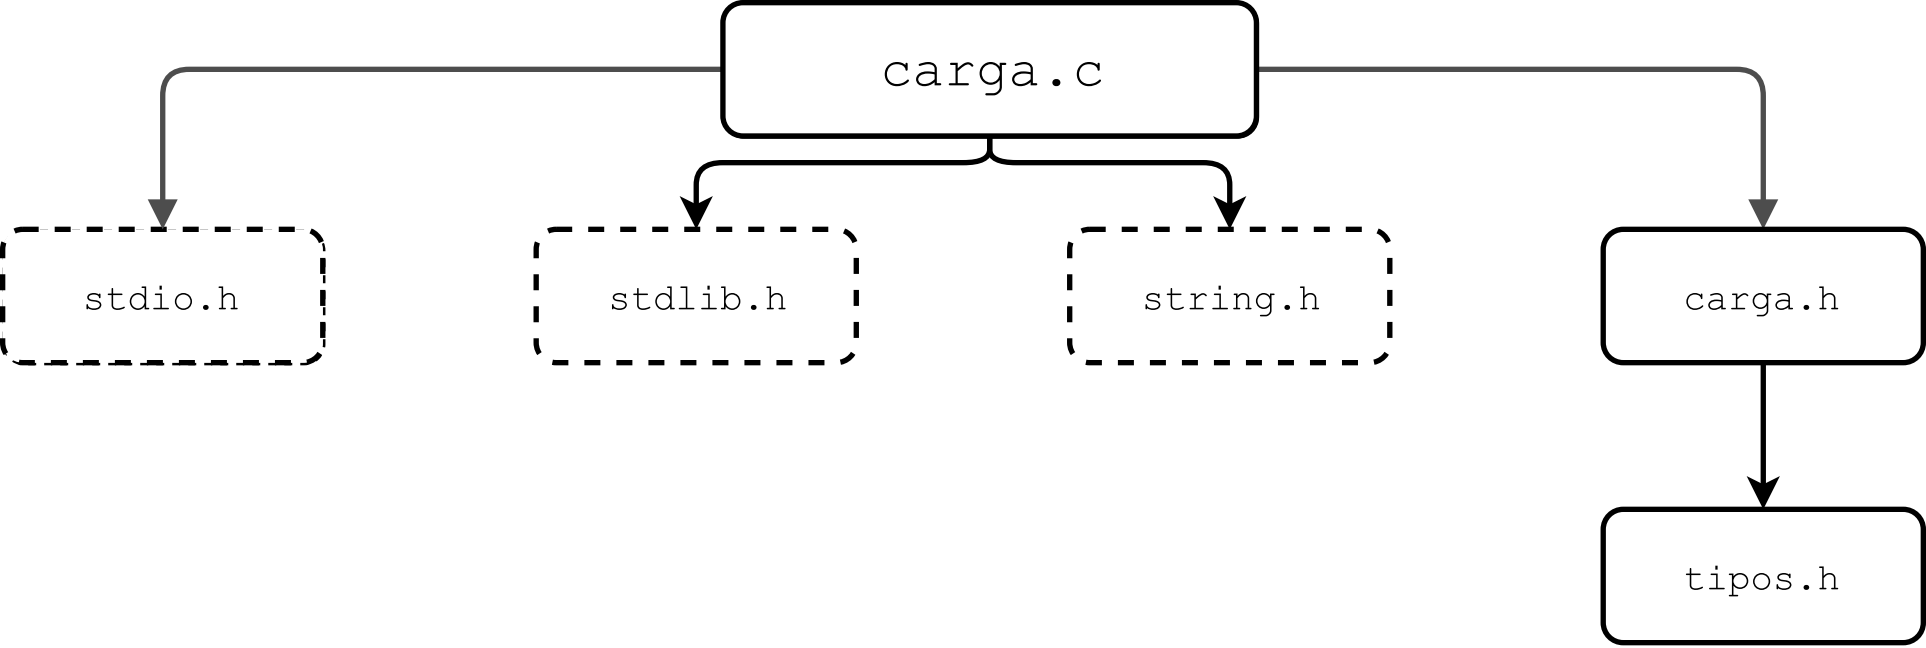 carga.c
stdio.h
stdlib.h
string.h
carga.h
tipos.h